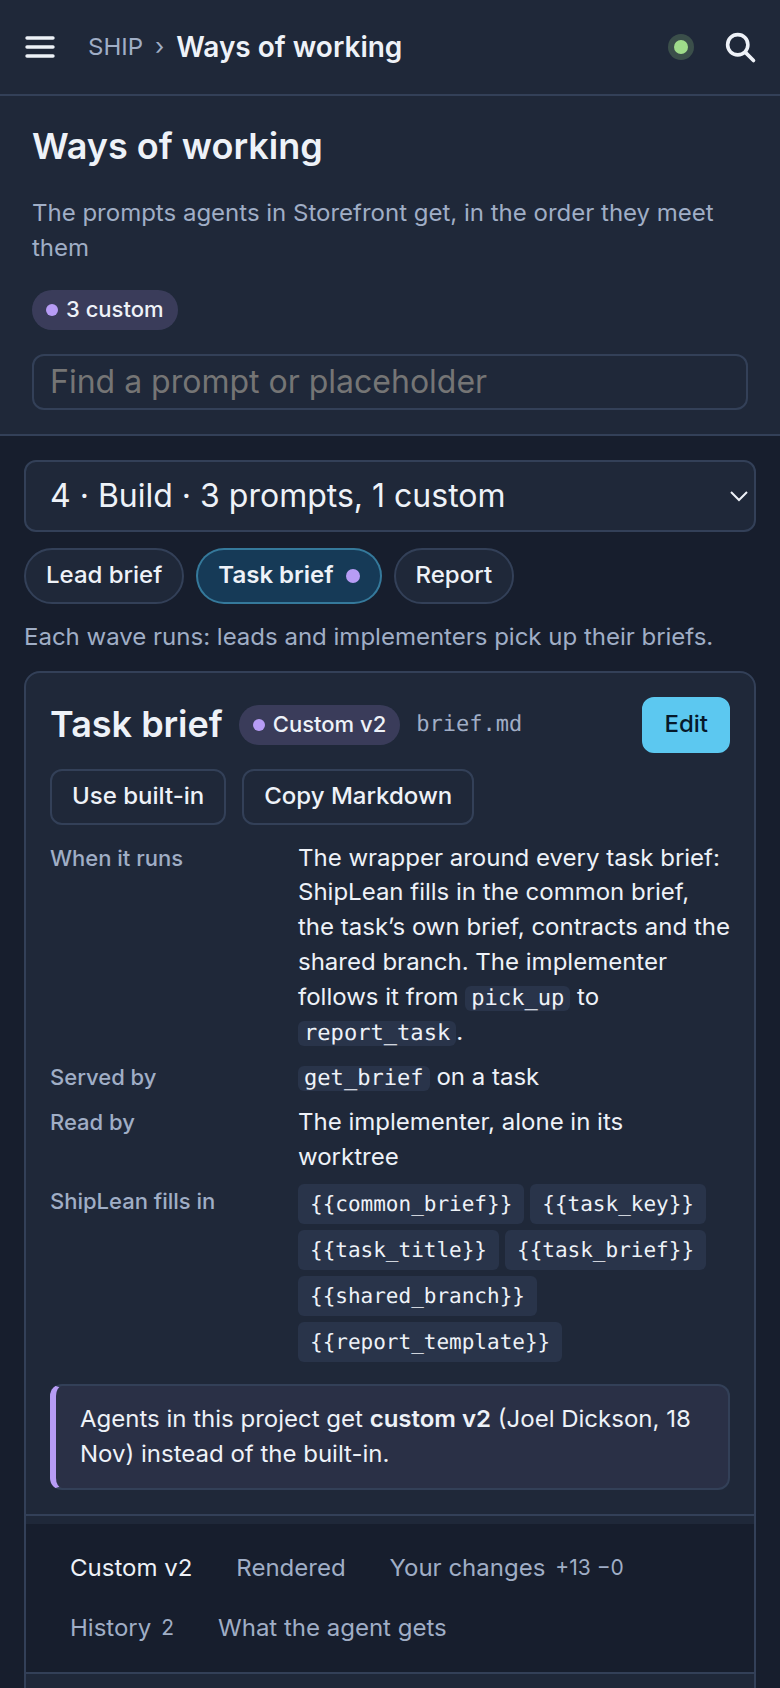 SHIP › Ways of working
Ways of working
The prompts agents in Storefront get, in the order they meet
them
3 custom
Find a prompt or placeholder
4 · Build · 3 prompts, 1 custom
Lead brief
Task brief
Report
Each wave runs: leads and implementers pick up their briefs.
Task brief
Custom v2
brief.md
Edit
Use built-in
Copy Markdown
When it runs
The wrapper around every task brief:
ShipLean fills in the common brief,
the task’s own brief, contracts and the
shared branch. The implementer
follows it from pick_up to
report_task.
Served by
get_brief on a task
Read by
The implementer, alone in its
worktree
ShipLean fills in
{{common_brief}} {{task_key}}
{{task_title}} {{task_brief}}
{{shared_branch}}
{{report_template}}
Agents in this project get custom v2 (Joel Dickson, 18
Nov) instead of the built-in.
Custom v2
Rendered
Your changes +13 −0
History 2
What the agent gets